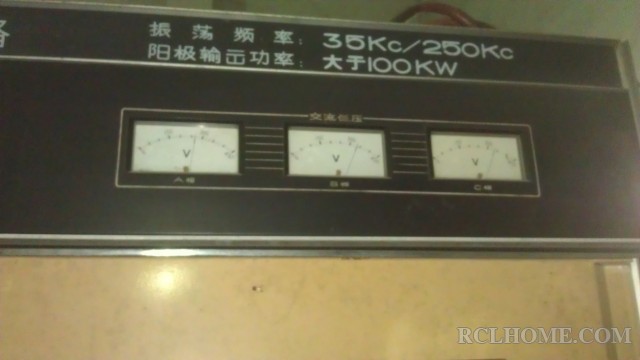 振荡频率: 35Kc/250Kc
阳极输出功率: 大于100KW
交流低压
V V V
A相 B相 C相
RCLHOME.COM